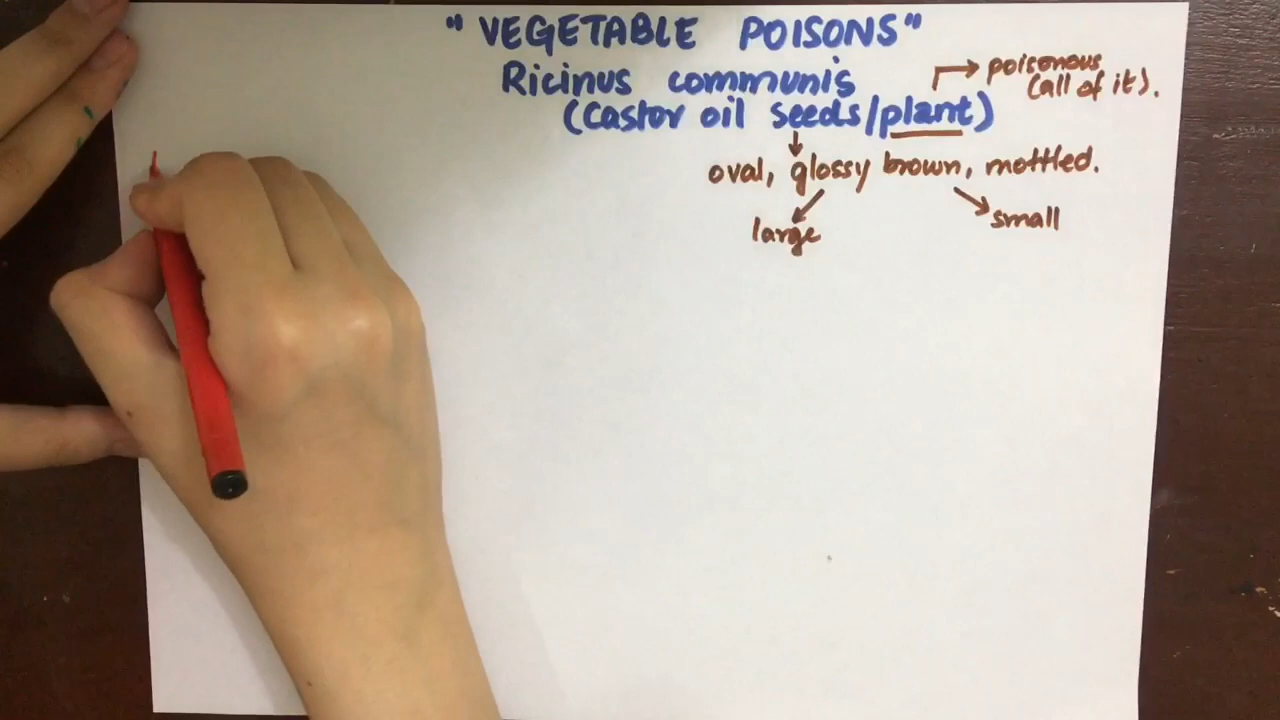 "VEGETABLE POISONS"
Ricinus communis
poisonous
(all of it).
(Castor oil seeds/plant)
oval, glossy brown, mottled.
large
small